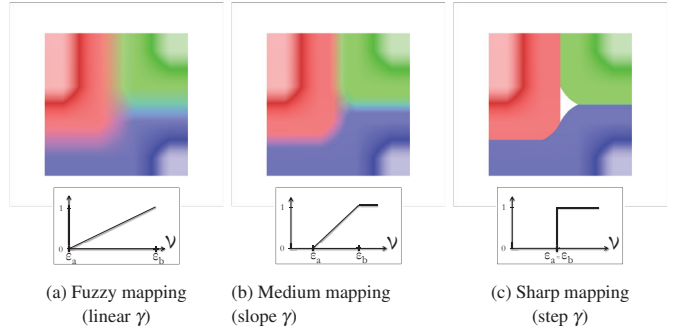 1
0
ε_a
ε_b
ν
1
0
ε_a
ε_b
ν
1
0
ε_a = ε_b
ν
(a) Fuzzy mapping
(linear γ)
(b) Medium mapping
(slope γ)
(c) Sharp mapping
(step γ)